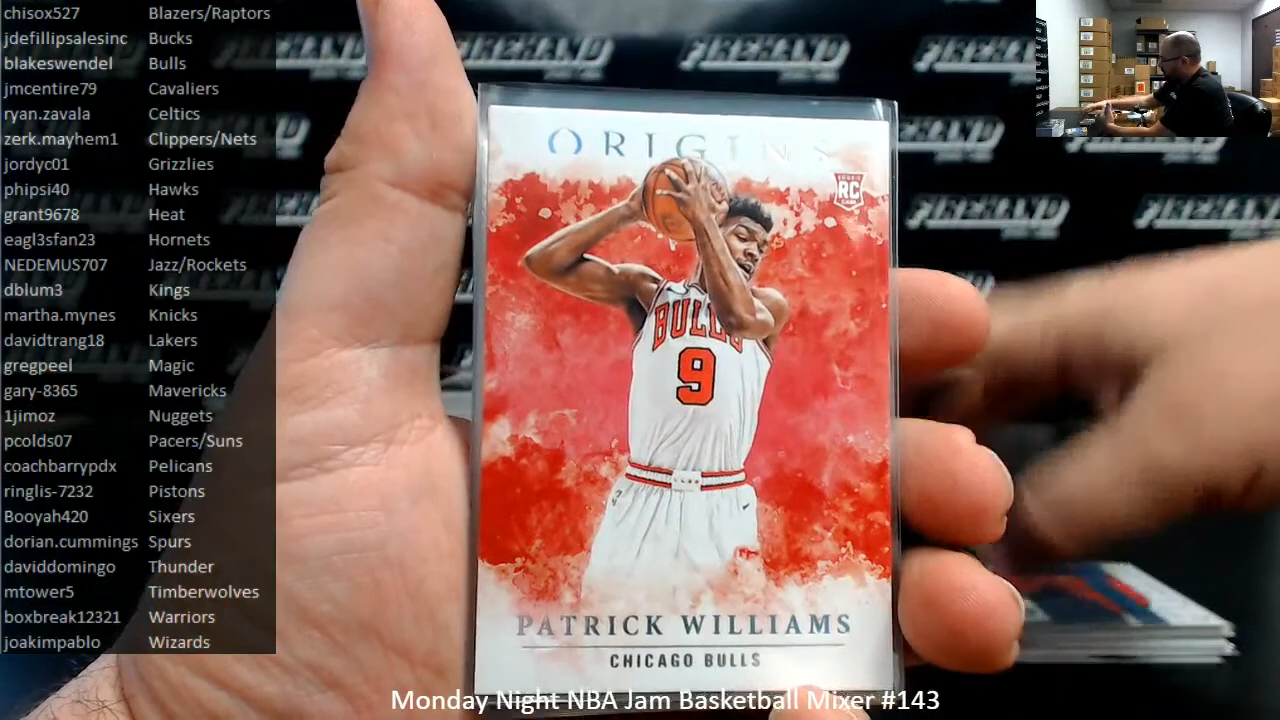 chisox527 Blazers/Raptors
jdefillipsalesinc Bucks
blakeswendel Bulls
jmcentire79 Cavaliers
ryan.zavala Celtics
zerk.mayhem1 Clippers/Nets
jordyc01 Grizzlies
phipsi40 Hawks
grant9678 Heat
eagl3sfan23 Hornets
NEDEMUS707 Jazz/Rockets
dblum3 Kings
martha.mynes Knicks
davidtrang18 Lakers
gregpeel Magic
gary-8365 Mavericks
1jimoz Nuggets
pcolds07 Pacers/Suns
coachbarrypdx Pelicans
ringlis-7232 Pistons
Booyah420 Sixers
dorian.cummings Spurs
daviddomingo Thunder
mtower5 Timberwolves
boxbreak12321 Warriors
joakimpablo Wizards
FIREHAND FIREHAND FIREHAND
ORIGINS
RC
BULLS
9
PATRICK WILLIAMS
CHICAGO BULLS
Monday Night NBA Jam Basketball Mixer #143